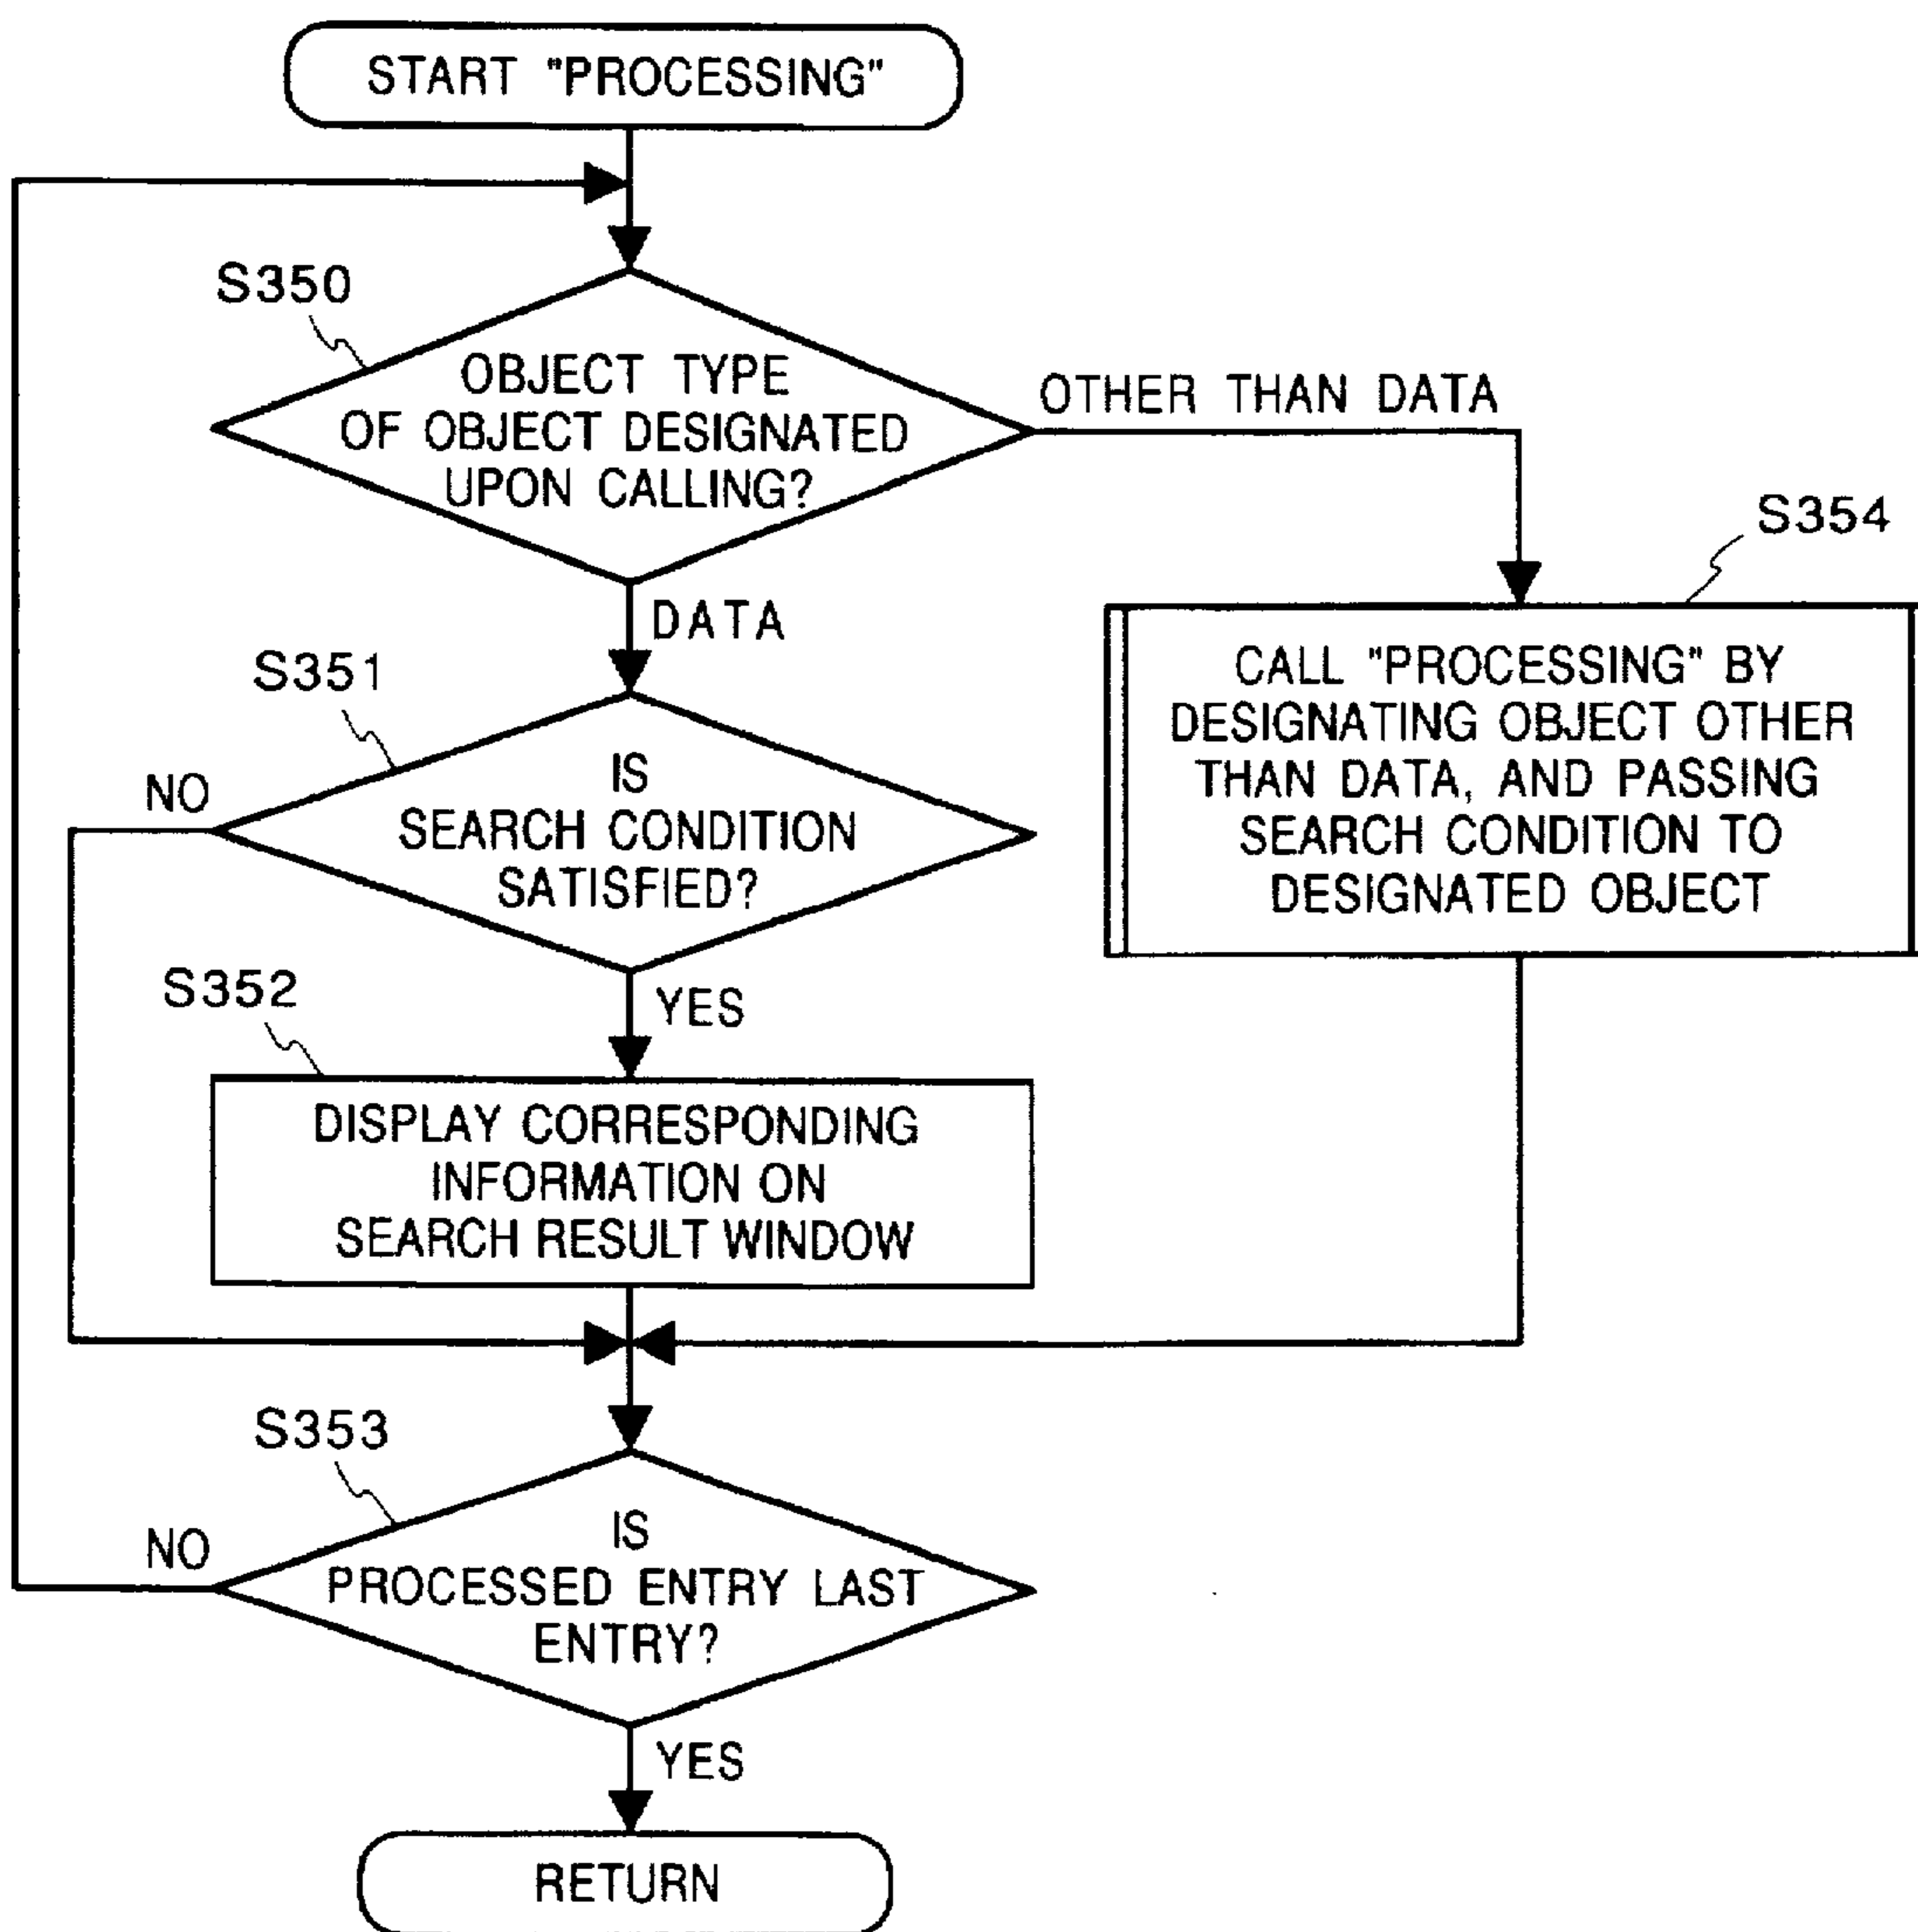 START "PROCESSING"
S350
OBJECT TYPE
OF OBJECT DESIGNATED
UPON CALLING?
OTHER THAN DATA
DATA
S354
CALL "PROCESSING" BY
DESIGNATING OBJECT OTHER
THAN DATA, AND PASSING
SEARCH CONDITION TO
DESIGNATED OBJECT
S351
IS
SEARCH CONDITION
SATISFIED?
NO
YES
S352
DISPLAY CORRESPONDING
INFORMATION ON
SEARCH RESULT WINDOW
S353
IS
PROCESSED ENTRY LAST
ENTRY?
NO
YES
RETURN